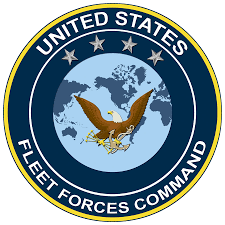 UNITED STATES
FLEET FORCES COMMAND